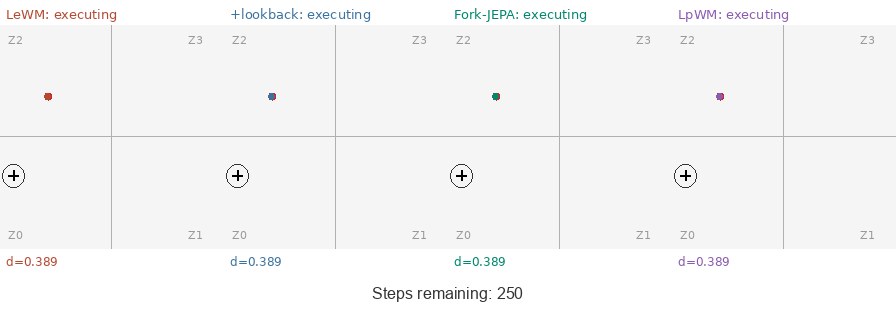 LeWM: executing +lookback: executing Fork-JEPA: executing LpWM: executing
Z2 Z3 Z2 Z3 Z2 Z3 Z2 Z3
Z0 Z1 Z0 Z1 Z0 Z1 Z0 Z1
d=0.389 d=0.389 d=0.389 d=0.389
Steps remaining: 250